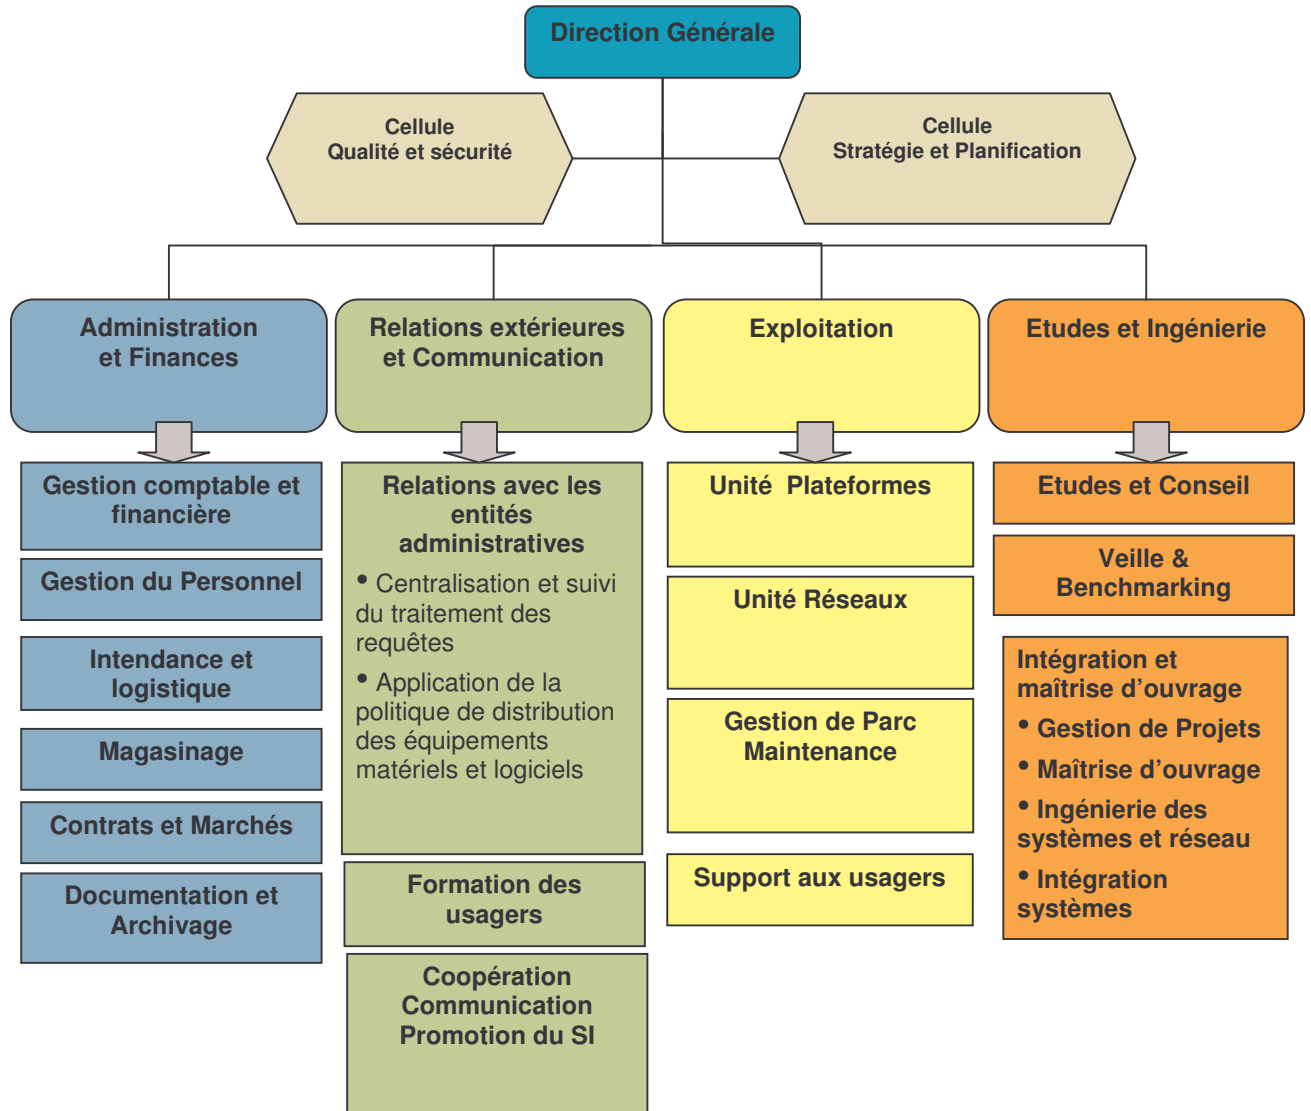 Direction Générale
Cellule
Qualité et sécurité
Cellule
Stratégie et Planification
Administration
et Finances
Relations extérieures
et Communication
Exploitation
Etudes et Ingénierie
Gestion comptable et
financière
Gestion du Personnel
Intendance et
logistique
Magasinage
Contrats et Marchés
Documentation et
Archivage
Relations avec les
entités
administratives
• Centralisation et suivi
du traitement des
requêtes
• Application de la
politique de distribution
des équipements
matériels et logiciels
Formation des
usagers
Coopération
Communication
Promotion du SI
Unité Plateformes
Unité Réseaux
Gestion de Parc
Maintenance
Support aux usagers
Etudes et Conseil
Veille &
Benchmarking
Intégration et
maîtrise d'ouvrage
• Gestion de Projets
• Maîtrise d'ouvrage
• Ingénierie des
systèmes et réseau
• Intégration
systèmes